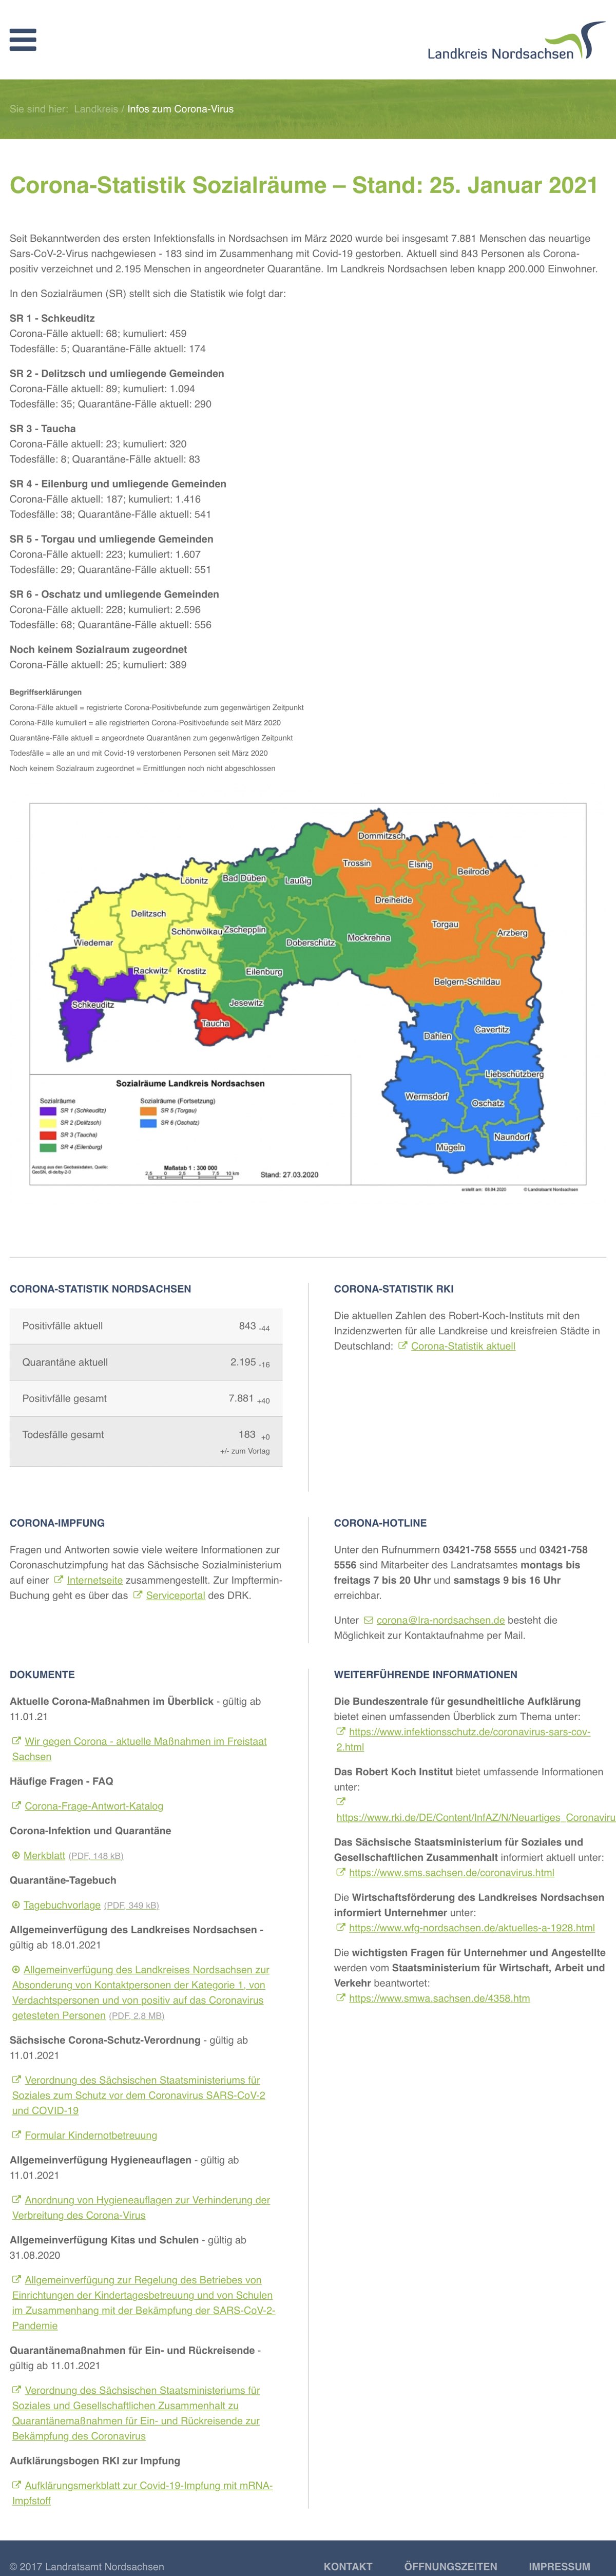 Landkreis Nordsachsen
Sie sind hier: Landkreis / Infos zum Corona-Virus
Corona-Statistik Sozialräume – Stand: 25. Januar 2021
Seit Bekanntwerden des ersten Infektionsfalls in Nordsachsen im März 2020 wurde bei insgesamt 7.881 Menschen das neuartige
Sars-CoV-2-Virus nachgewiesen - 183 sind im Zusammenhang mit Covid-19 gestorben. Aktuell sind 843 Personen als Corona-
positiv verzeichnet und 2.195 Menschen in angeordneter Quarantäne. Im Landkreis Nordsachsen leben knapp 200.000 Einwohner.
In den Sozialräumen (SR) stellt sich die Statistik wie folgt dar:
SR 1 - Schkeuditz
Corona-Fälle aktuell: 68; kumuliert: 459
Todesfälle: 5; Quarantäne-Fälle aktuell: 174
SR 2 - Delitzsch und umliegende Gemeinden
Corona-Fälle aktuell: 89; kumuliert: 1.094
Todesfälle: 35; Quarantäne-Fälle aktuell: 290
SR 3 - Taucha
Corona-Fälle aktuell: 23; kumuliert: 320
Todesfälle: 8; Quarantäne-Fälle aktuell: 83
SR 4 - Eilenburg und umliegende Gemeinden
Corona-Fälle aktuell: 187; kumuliert: 1.416
Todesfälle: 38; Quarantäne-Fälle aktuell: 541
SR 5 - Torgau und umliegende Gemeinden
Corona-Fälle aktuell: 223; kumuliert: 1.607
Todesfälle: 29; Quarantäne-Fälle aktuell: 551
SR 6 - Oschatz und umliegende Gemeinden
Corona-Fälle aktuell: 228; kumuliert: 2.596
Todesfälle: 68; Quarantäne-Fälle aktuell: 556
Noch keinem Sozialraum zugeordnet
Corona-Fälle aktuell: 25; kumuliert: 389
Begriffserklärungen
Corona-Fälle aktuell = registrierte Corona-Positivbefunde zum gegenwärtigen Zeitpunkt
Corona-Fälle kumuliert = alle registrierten Corona-Positivbefunde seit März 2020
Quarantäne-Fälle aktuell = angeordnete Quarantänen zum gegenwärtigen Zeitpunkt
Todesfälle = alle an und mit Covid-19 verstorbenen Personen seit März 2020
Noch keinem Sozialraum zugeordnet = Ermittlungen noch nicht abgeschlossen
Dommitzsch
Trossin
Elsnig
Beilrode
Löbnitz
Bad Düben
Laußig
Dreiheide
Delitzsch
Torgau
Arzberg
Schönwölkau
Zschepplin
Mockrehna
Doberschütz
Wiedemar
Rackwitz
Krostitz
Eilenburg
Belgern-Schildau
Schkeuditz
Jesewitz
Taucha
Cavertitz
Dahlen
Liebschützberg
Wermsdorf
Oschatz
Naundorf
Mügeln
Sozialräume Landkreis Nordsachsen
Sozialräume
Sozialräume (Fortsetzung)
SR 1 (Schkeuditz)
SR 5 (Torgau)
SR 2 (Delitzsch)
SR 6 (Oschatz)
SR 3 (Taucha)
SR 4 (Eilenburg)
Auszug aus den Geobasisdaten, Quelle:
GeoSN, dl-de/by-2-0
Maßstab 1 : 300 000
2,5 0 2,5 5 7,5 10 km
Stand: 27.03.2020
erstellt am: 08.04.2020 © Landratsamt Nordsachsen
CORONA-STATISTIK NORDSACHSEN
Positivfälle aktuell 843 -44
Quarantäne aktuell 2.195 -16
Positivfälle gesamt 7.881 +40
Todesfälle gesamt 183 +0
+/- zum Vortag
CORONA-STATISTIK RKI
Die aktuellen Zahlen des Robert-Koch-Instituts mit den
Inzidenzwerten für alle Landkreise und kreisfreien Städte in
Deutschland: Corona-Statistik aktuell
CORONA-IMPFUNG
Fragen und Antworten sowie viele weitere Informationen zur
Coronaschutzimpfung hat das Sächsische Sozialministerium
auf einer Internetseite zusammengestellt. Zur Impftermin-
Buchung geht es über das Serviceportal des DRK.
CORONA-HOTLINE
Unter den Rufnummern 03421-758 5555 und 03421-758
5556 sind Mitarbeiter des Landratsamtes montags bis
freitags 7 bis 20 Uhr und samstags 9 bis 16 Uhr
erreichbar.
Unter corona@lra-nordsachsen.de besteht die
Möglichkeit zur Kontaktaufnahme per Mail.
DOKUMENTE
Aktuelle Corona-Maßnahmen im Überblick - gültig ab
11.01.21
Wir gegen Corona - aktuelle Maßnahmen im Freistaat
Sachsen
Häufige Fragen - FAQ
Corona-Frage-Antwort-Katalog
Corona-Infektion und Quarantäne
Merkblatt (PDF, 148 kB)
Quarantäne-Tagebuch
Tagebuchvorlage (PDF, 349 kB)
Allgemeinverfügung des Landkreises Nordsachsen -
gültig ab 18.01.2021
Allgemeinverfügung des Landkreises Nordsachsen zur
Absonderung von Kontaktpersonen der Kategorie 1, von
Verdachtspersonen und von positiv auf das Coronavirus
getesteten Personen (PDF, 2,8 MB)
Sächsische Corona-Schutz-Verordnung - gültig ab
11.01.2021
Verordnung des Sächsischen Staatsministeriums für
Soziales zum Schutz vor dem Coronavirus SARS-CoV-2
und COVID-19
Formular Kindernotbetreuung
Allgemeinverfügung Hygieneauflagen - gültig ab
11.01.2021
Anordnung von Hygieneauflagen zur Verhinderung der
Verbreitung des Corona-Virus
Allgemeinverfügung Kitas und Schulen - gültig ab
31.08.2020
Allgemeinverfügung zur Regelung des Betriebes von
Einrichtungen der Kindertagesbetreuung und von Schulen
im Zusammenhang mit der Bekämpfung der SARS-CoV-2-
Pandemie
Quarantänemaßnahmen für Ein- und Rückreisende -
gültig ab 11.01.2021
Verordnung des Sächsischen Staatsministeriums für
Soziales und Gesellschaftlichen Zusammenhalt zu
Quarantänemaßnahmen für Ein- und Rückreisende zur
Bekämpfung des Coronavirus
Aufklärungsbogen RKI zur Impfung
Aufklärungsmerkblatt zur Covid-19-Impfung mit mRNA-
Impfstoff
WEITERFÜHRENDE INFORMATIONEN
Die Bundeszentrale für gesundheitliche Aufklärung
bietet einen umfassenden Überblick zum Thema unter:
https://www.infektionsschutz.de/coronavirus-sars-cov-
2.html
Das Robert Koch Institut bietet umfassende Informationen
unter:
https://www.rki.de/DE/Content/InfAZ/N/Neuartiges_Coronaviru
Das Sächsische Staatsministerium für Soziales und
Gesellschaftlichen Zusammenhalt informiert aktuell unter:
https://www.sms.sachsen.de/coronavirus.html
Die Wirtschaftsförderung des Landkreises Nordsachsen
informiert Unternehmer unter:
https://www.wfg-nordsachsen.de/aktuelles-a-1928.html
Die wichtigsten Fragen für Unternehmer und Angestellte
werden vom Staatsministerium für Wirtschaft, Arbeit und
Verkehr beantwortet:
https://www.smwa.sachsen.de/4358.htm
© 2017 Landratsamt Nordsachsen
KONTAKT ÖFFNUNGSZEITEN IMPRESSUM